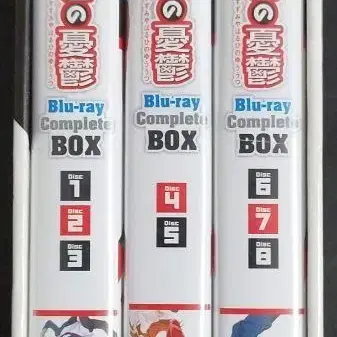 の憂鬱
Blu-ray
Complete
BOX
Disc
1
Disc
2
Disc
3
の憂鬱
Blu-ray
Complete
BOX
Disc
4
Disc
5
の憂鬱
Blu-ray
Complete
BOX
Disc
6
Disc
7
Disc
8